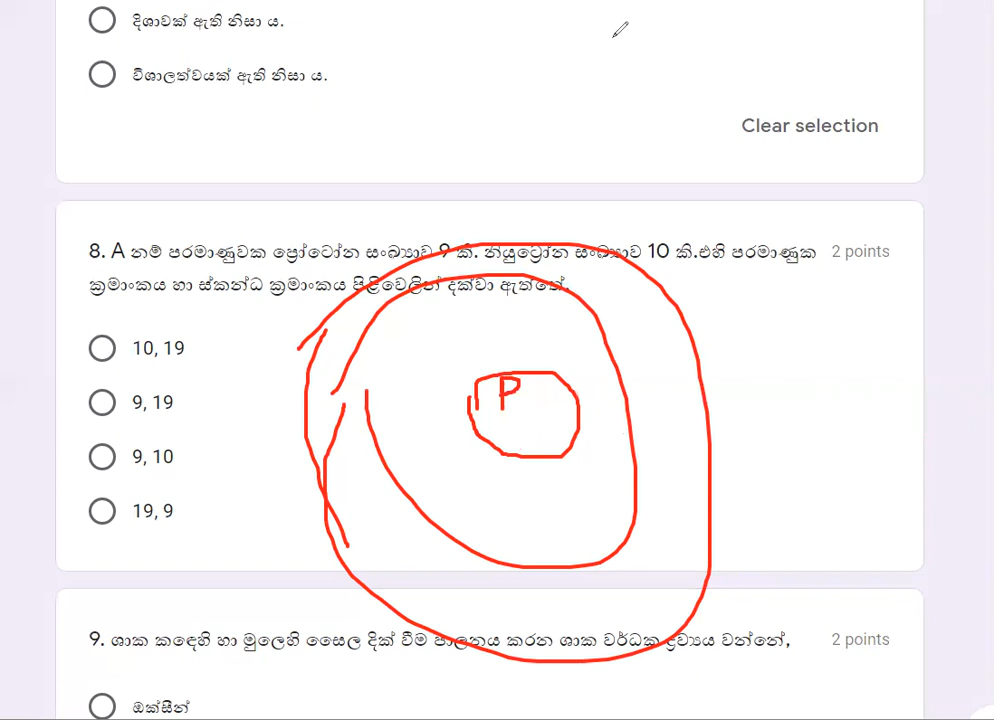 දිශාවක් ඇති නිසා ය.
විශාලත්වයක් ඇති නිසා ය.
Clear selection
8. A නම් පරමාණුවක ප්‍රෝටෝන සංඛ්‍යාව 9 කි. නියුට්‍රෝන සංඛ්‍යාව 10 කි.එහි පරමාණුක 2 points
ක්‍රමාංකය හා ස්කන්ධ ක්‍රමාංකය පිළිවෙලින් දක්වා ඇත්තේ,
10, 19
9, 19
P
9, 10
19, 9
9. ශාක කඳෙහි හා මුලෙහි සෛල දික් වීම පාලනය කරන ශාක වර්ධක ද්‍රව්‍යය වන්නේ, 2 points
ඔක්සීන්